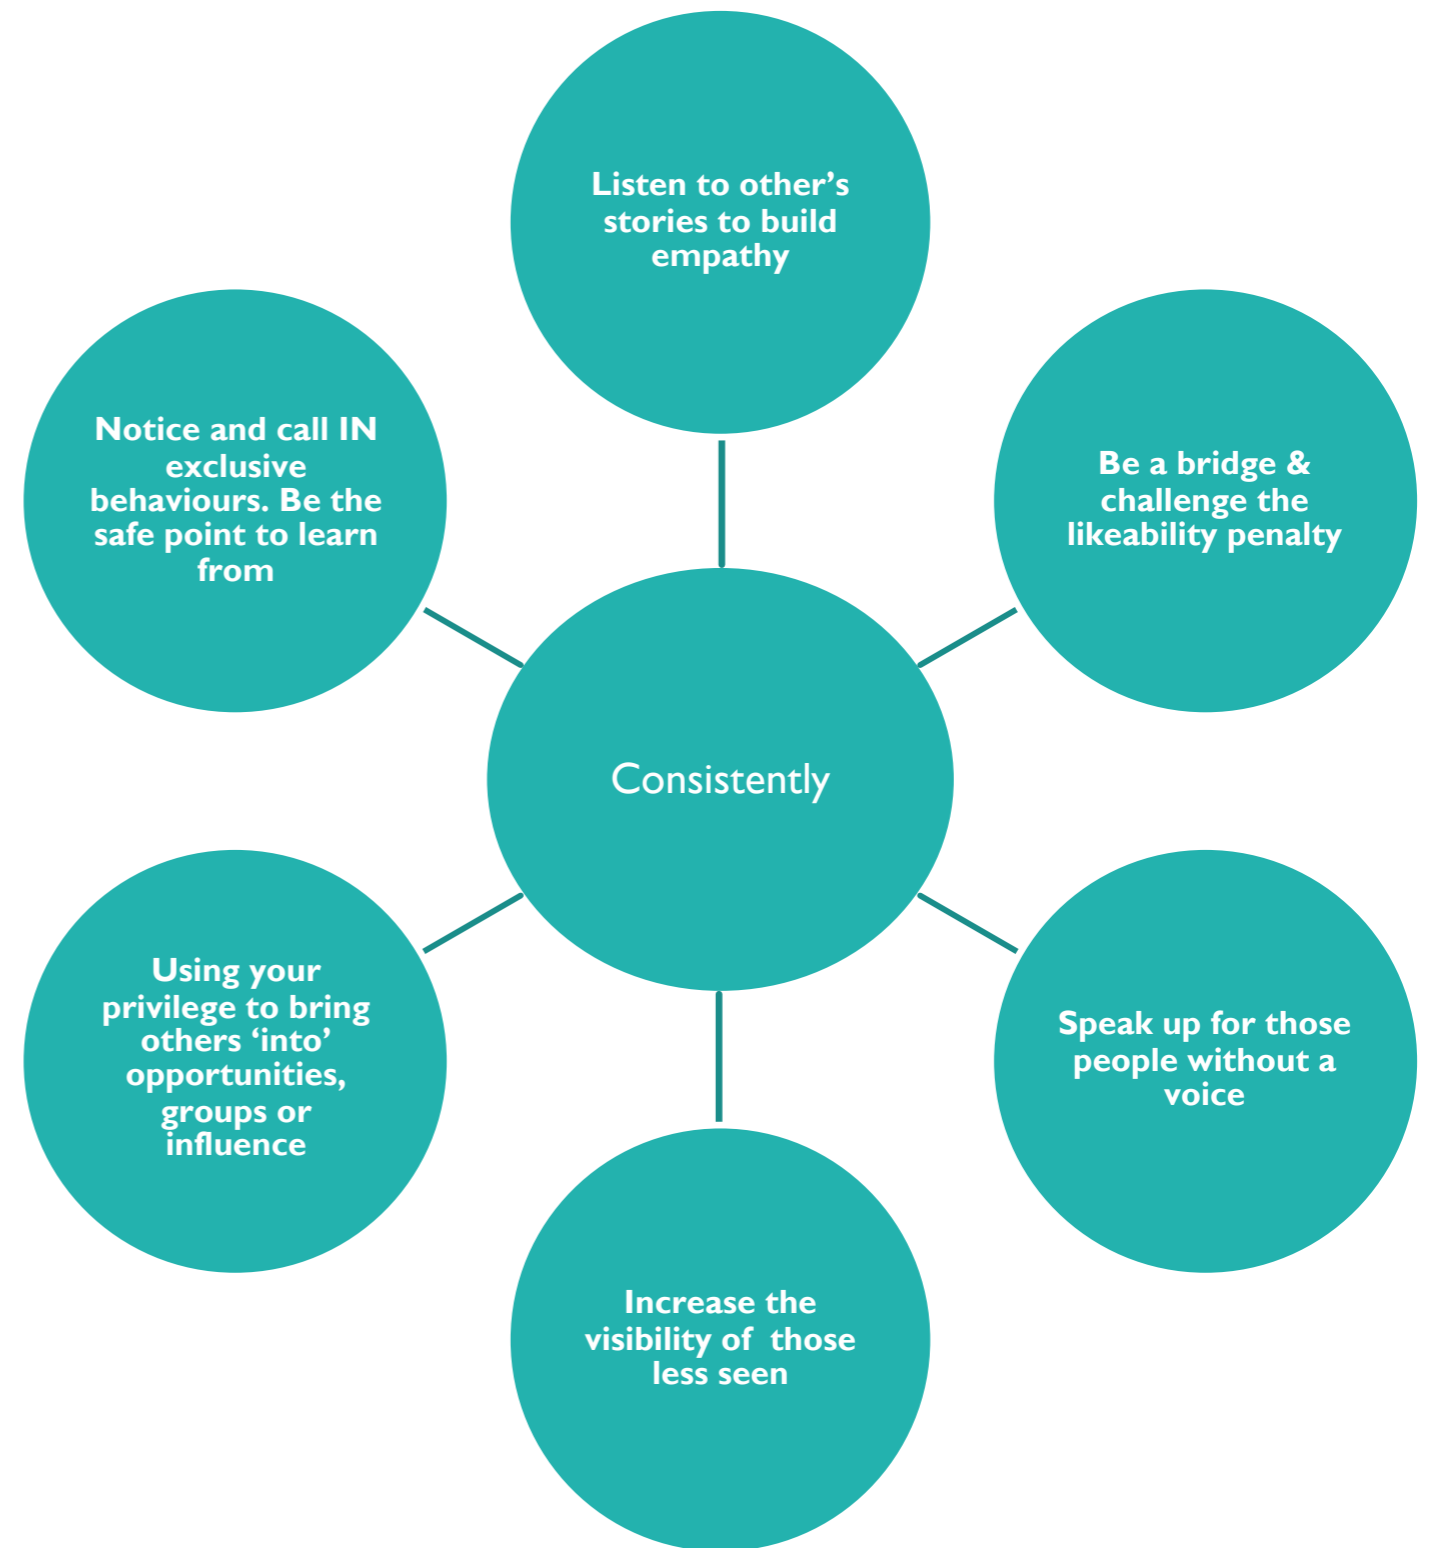 Listen to other’s
stories to build
empathy
Be a bridge &
challenge the
likeability penalty
Speak up for those
people without a
voice
Increase the
visibility of  those
less seen
Using your
privilege to bring
others ‘into’
opportunities,
groups or
influence
Notice and call IN
exclusive
behaviours. Be the
safe point to learn
from
Consistently